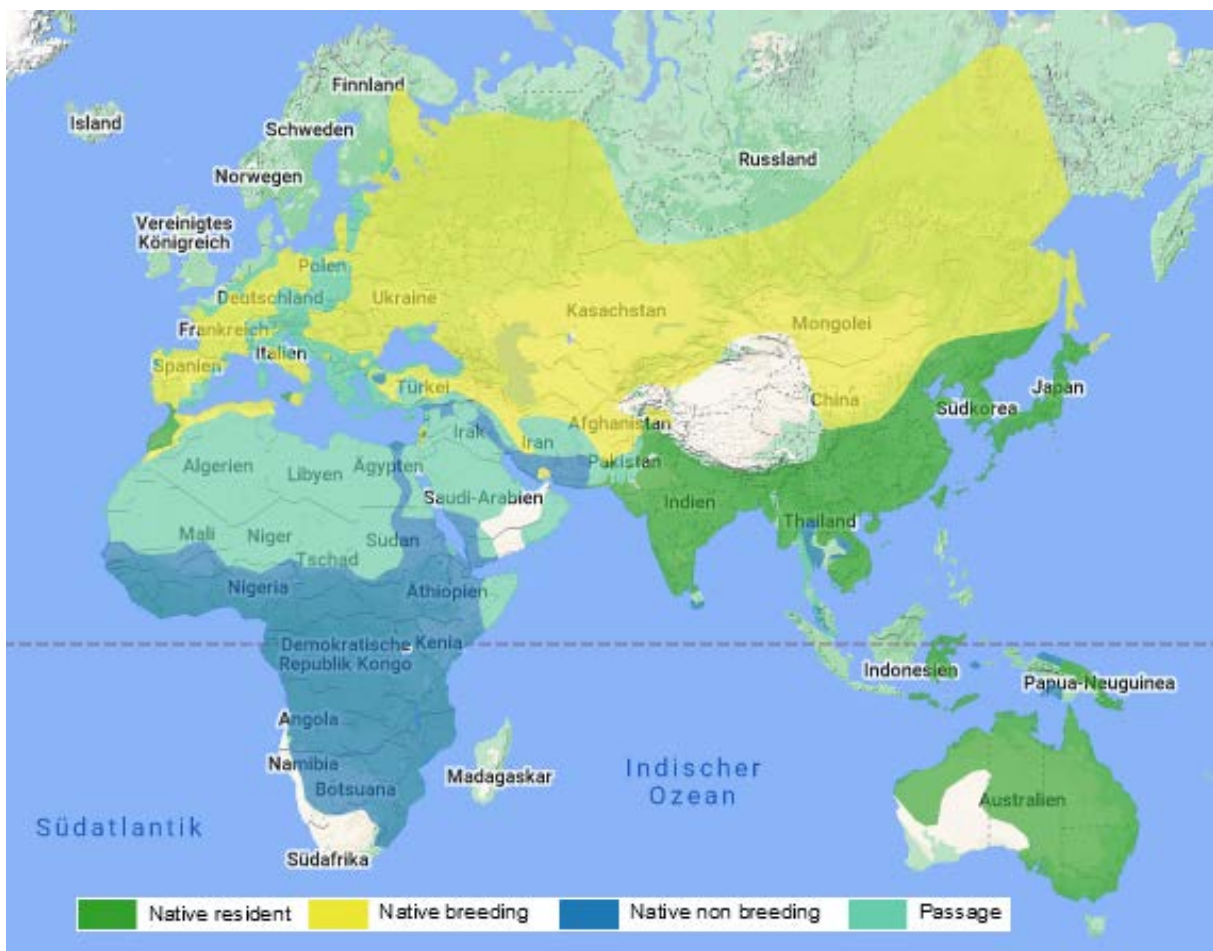 Finnland
Island
Schweden
Russland
Norwegen
Vereinigtes
Königreich
Polen
Deutschland
Ukraine
Kasachstan
Mongolei
Frankreich
Italien
Spanien
Türkei
China
Japan
Südkorea
Afghanistan
Irak
Iran
Pakistan
Algerien
Libyen
Ägypten
Saudi-Arabien
Indien
Thailand
Mali
Niger
Sudan
Tschad
Nigeria
Äthiopien
Demokratische
Republik Kongo
Kenia
Indonesien
Papua-Neuguinea
Angola
Namibia
Madagaskar
Botsuana
Indischer
Ozean
Australien
Südatlantik
Südafrika
Native resident
Native breeding
Native non breeding
Passage